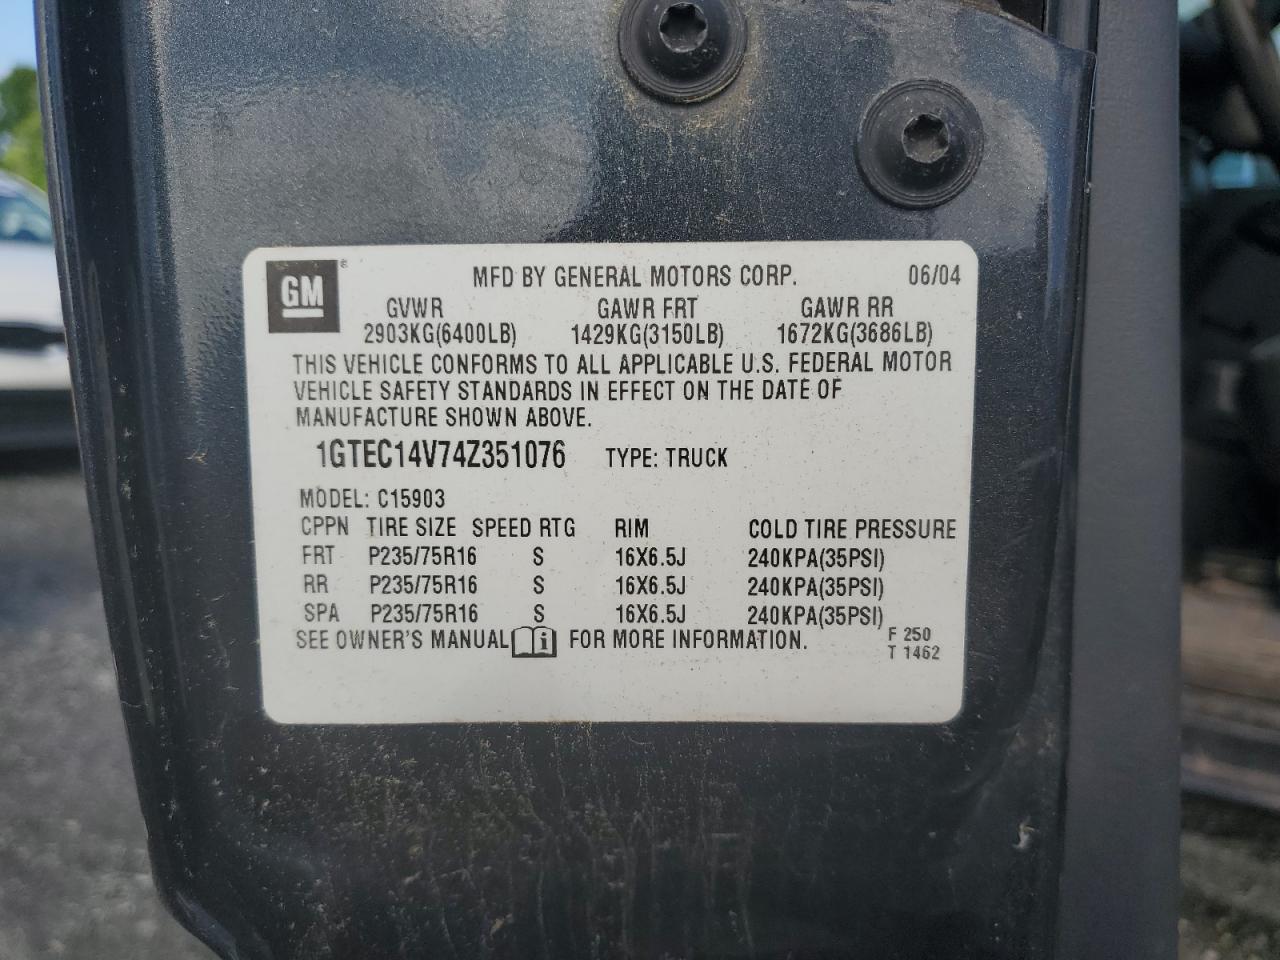 GM®
MFD BY GENERAL MOTORS CORP. 06/04
GVWR GAWR FRT GAWR RR
2903KG(6400LB) 1429KG(3150LB) 1672KG(3686LB)
THIS VEHICLE CONFORMS TO ALL APPLICABLE U.S. FEDERAL MOTOR
VEHICLE SAFETY STANDARDS IN EFFECT ON THE DATE OF
MANUFACTURE SHOWN ABOVE.
1GTEC14V74Z351076 TYPE: TRUCK
MODEL: C15903
CPPN TIRE SIZE SPEED RTG RIM COLD TIRE PRESSURE
FRT P235/75R16 S 16X6.5J 240KPA(35PSI)
RR P235/75R16 S 16X6.5J 240KPA(35PSI)
SPA P235/75R16 S 16X6.5J 240KPA(35PSI)
SEE OWNER'S MANUAL i FOR MORE INFORMATION.
F 250
T 1462